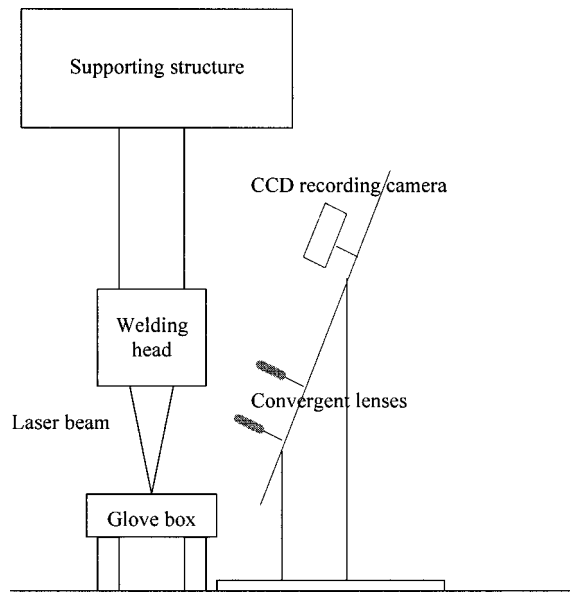 Supporting structure
CCD recording camera
Welding
head
Convergent lenses
Laser beam
Glove box